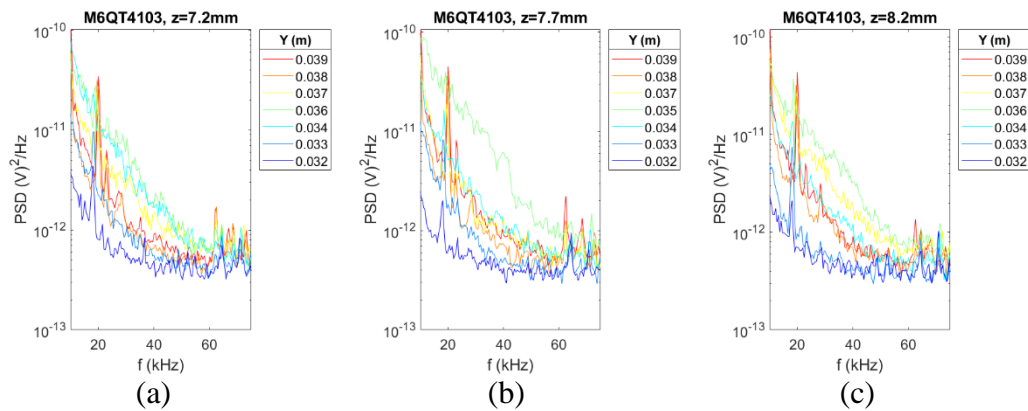 M6QT4103, z=7.2mm
PSD (V)²/Hz
10⁻¹⁰
10⁻¹¹
10⁻¹²
10⁻¹³
20 40 60
f (kHz)
Y (m)
0.039
0.038
0.037
0.036
0.034
0.033
0.032
(a)
M6QT4103, z=7.7mm
PSD (V)²/Hz
10⁻¹⁰
10⁻¹¹
10⁻¹²
10⁻¹³
20 40 60
f (kHz)
Y (m)
0.039
0.038
0.037
0.035
0.034
0.033
0.032
(b)
M6QT4103, z=8.2mm
PSD (V)²/Hz
10⁻¹⁰
10⁻¹¹
10⁻¹²
10⁻¹³
20 40 60
f (kHz)
Y (m)
0.039
0.038
0.037
0.036
0.034
0.033
0.032
(c)